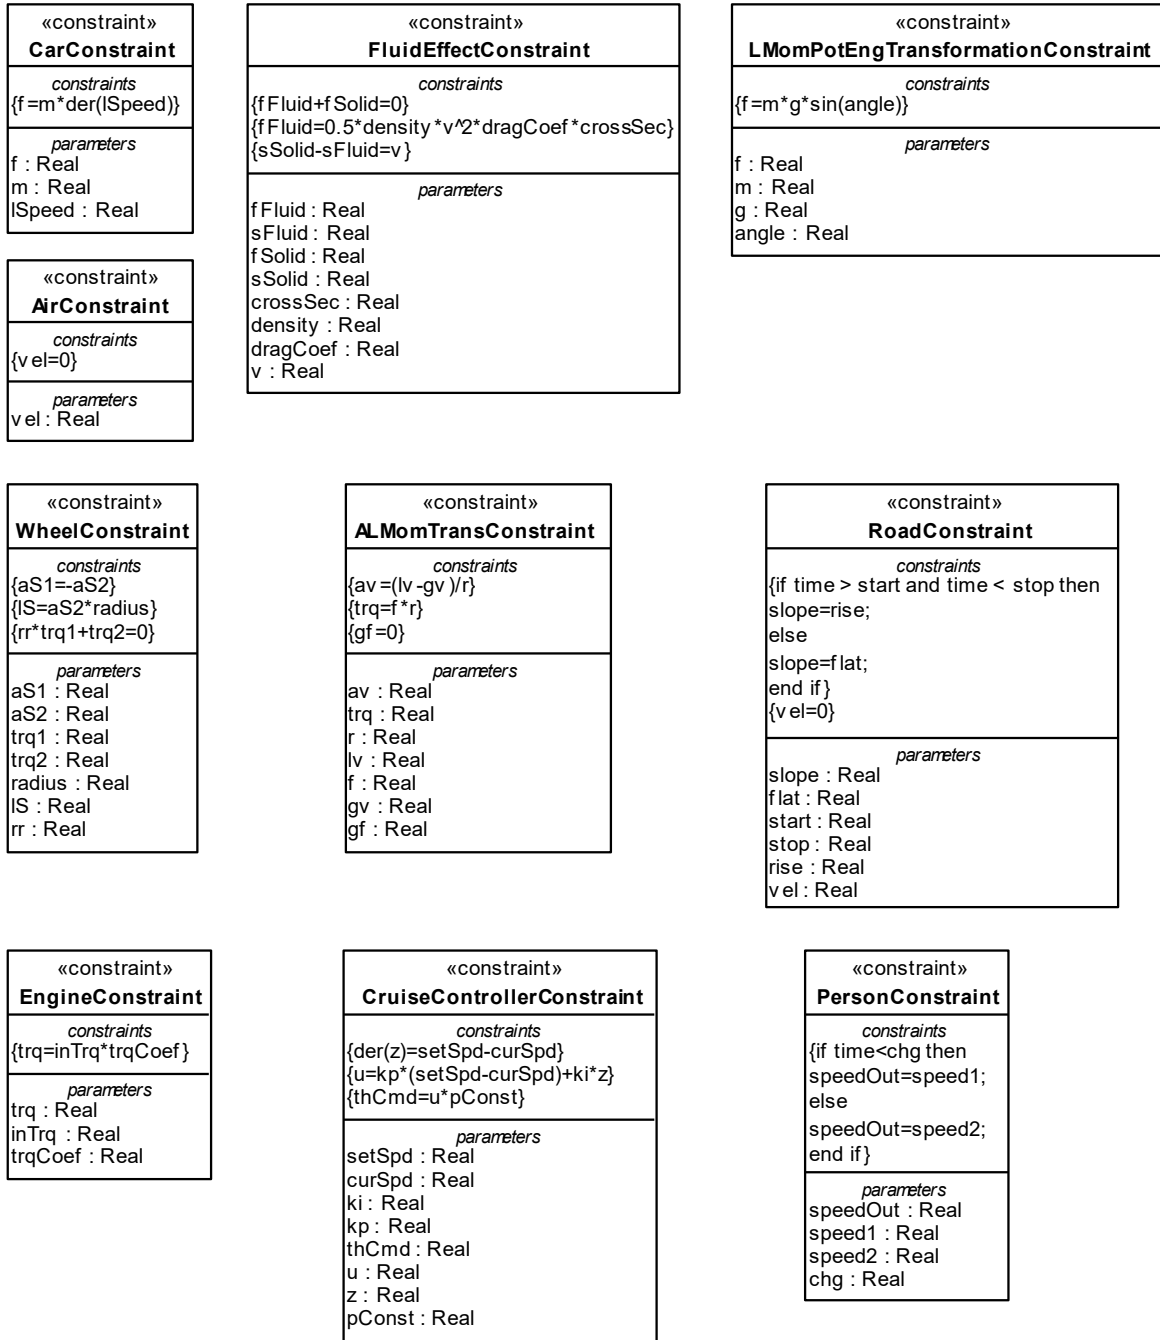 «constraint»
CarConstraint
constraints
{f=m*der(lSpeed)}
parameters
f : Real
m : Real
lSpeed : Real
«constraint»
FluidEffectConstraint
constraints
{fFluid+fSolid=0}
{fFluid=0.5*density*v^2*dragCoef*crossSec}
{sSolid-sFluid=v}
parameters
fFluid : Real
sFluid : Real
fSolid : Real
sSolid : Real
crossSec : Real
density : Real
dragCoef : Real
v : Real
«constraint»
LMomPotEngTransformationConstraint
constraints
{f=m*g*sin(angle)}
parameters
f : Real
m : Real
g : Real
angle : Real
«constraint»
AirConstraint
constraints
{vel=0}
parameters
vel : Real
«constraint»
WheelConstraint
constraints
{aS1=-aS2}
{lS=aS2*radius}
{rr*trq1+trq2=0}
parameters
aS1 : Real
aS2 : Real
trq1 : Real
trq2 : Real
radius : Real
lS : Real
rr : Real
«constraint»
ALMomTransConstraint
constraints
{av=(lv-gv)/r}
{trq=f*r}
{gf=0}
parameters
av : Real
trq : Real
r : Real
lv : Real
f : Real
gv : Real
gf : Real
«constraint»
RoadConstraint
constraints
{if time > start and time < stop then
slope=rise;
else
slope=flat;
end if}
{vel=0}
parameters
slope : Real
flat : Real
start : Real
stop : Real
rise : Real
vel : Real
«constraint»
EngineConstraint
constraints
{trq=inTrq*trqCoef}
parameters
trq : Real
inTrq : Real
trqCoef : Real
«constraint»
CruiseControllerConstraint
constraints
{der(z)=setSpd-curSpd}
{u=kp*(setSpd-curSpd)+ki*z}
{thCmd=u*pConst}
parameters
setSpd : Real
curSpd : Real
ki : Real
kp : Real
thCmd : Real
u : Real
z : Real
pConst : Real
«constraint»
PersonConstraint
constraints
{if time<chg then
speedOut=speed1;
else
speedOut=speed2;
end if}
parameters
speedOut : Real
speed1 : Real
speed2 : Real
chg : Real